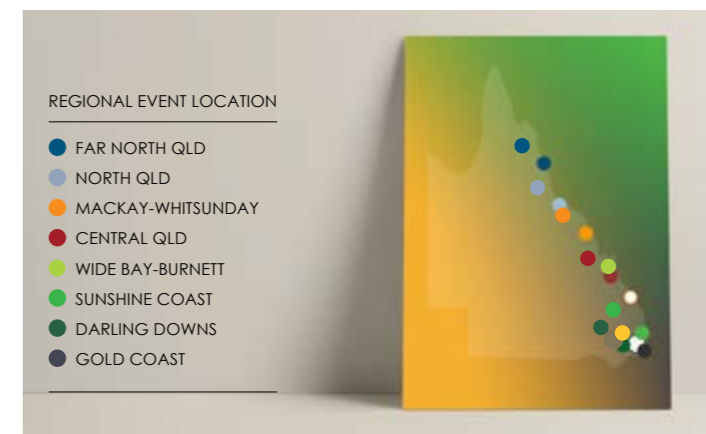 REGIONAL EVENT LOCATION
FAR NORTH QLD
NORTH QLD
MACKAY-WHITSUNDAY
CENTRAL QLD
WIDE BAY-BURNETT
SUNSHINE COAST
DARLING DOWNS
GOLD COAST